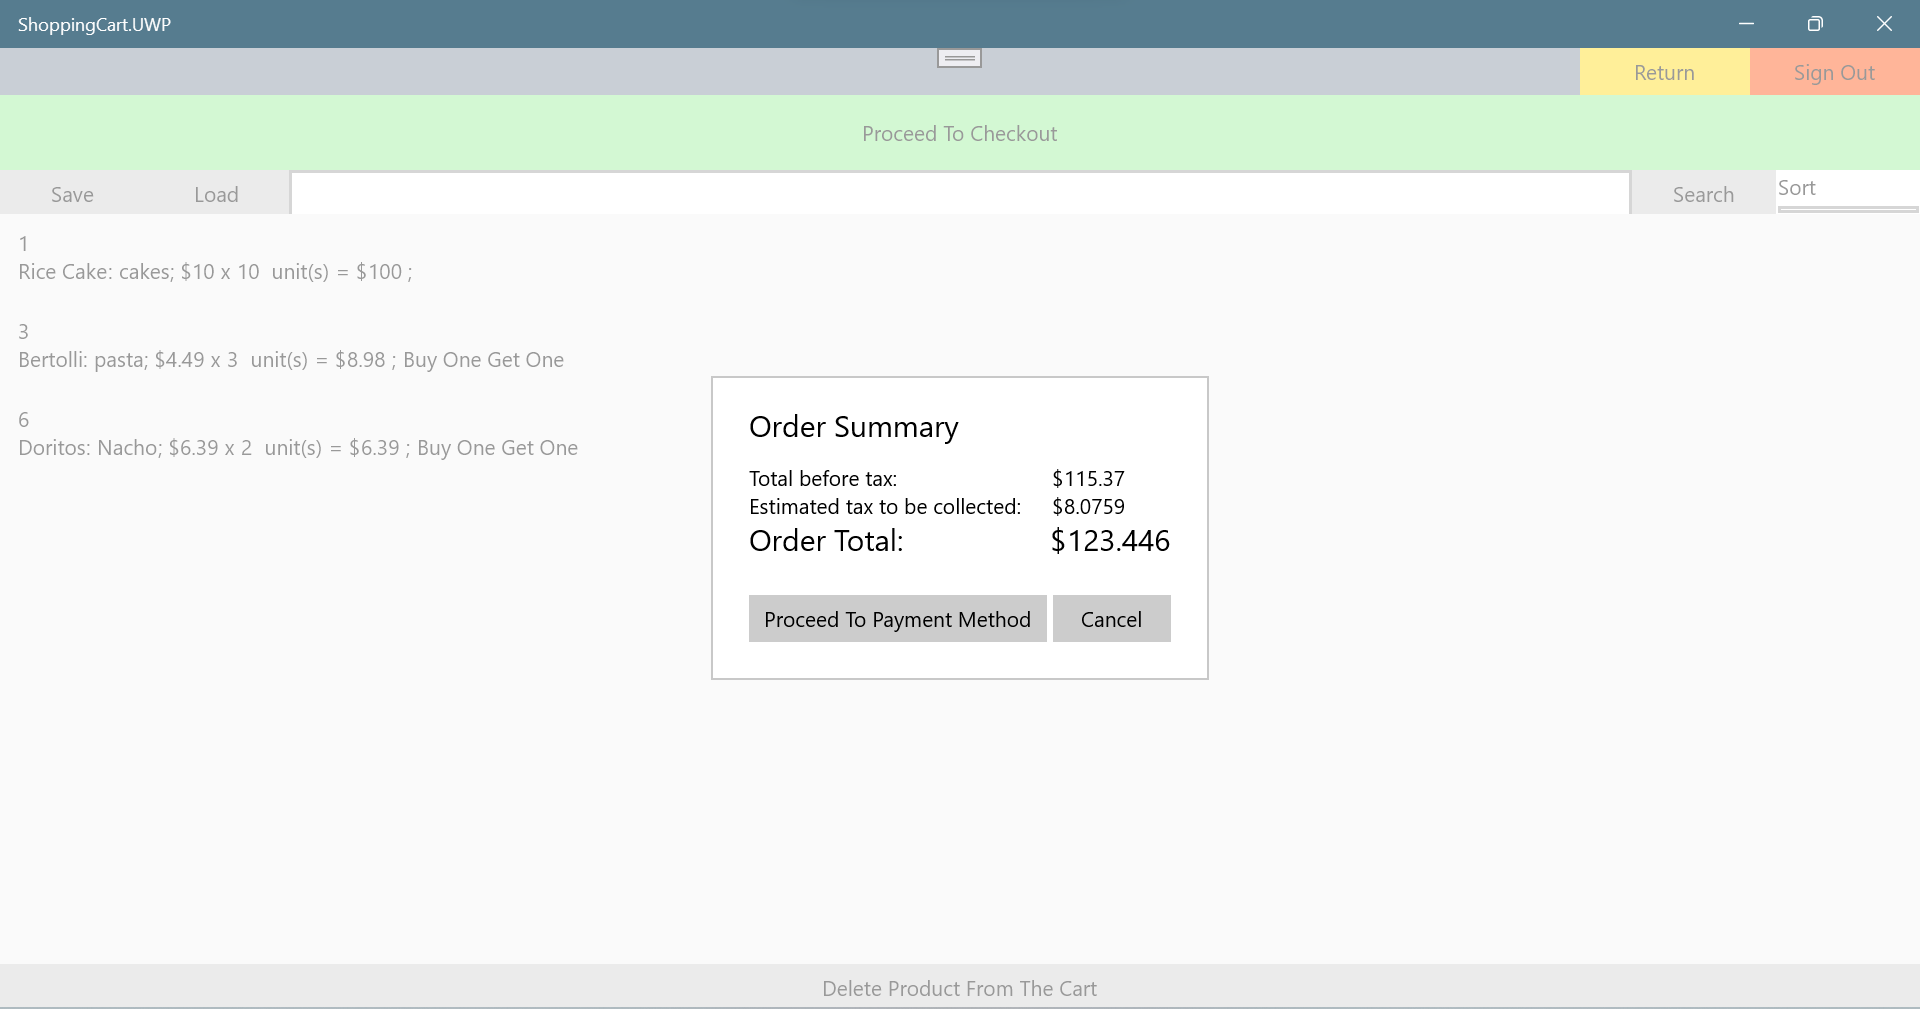 ShoppingCart.UWP
Return
Sign Out
Proceed To Checkout
Save
Load
Search
Sort
1
Rice Cake: cakes; $10 x 10  unit(s) = $100 ;
3
Bertolli: pasta; $4.49 x 3  unit(s) = $8.98 ; Buy One Get One
6
Doritos: Nacho; $6.39 x 2  unit(s) = $6.39 ; Buy One Get One
Order Summary
Total before tax: $115.37
Estimated tax to be collected: $8.0759
Order Total: $123.446
Proceed To Payment Method
Cancel
Delete Product From The Cart